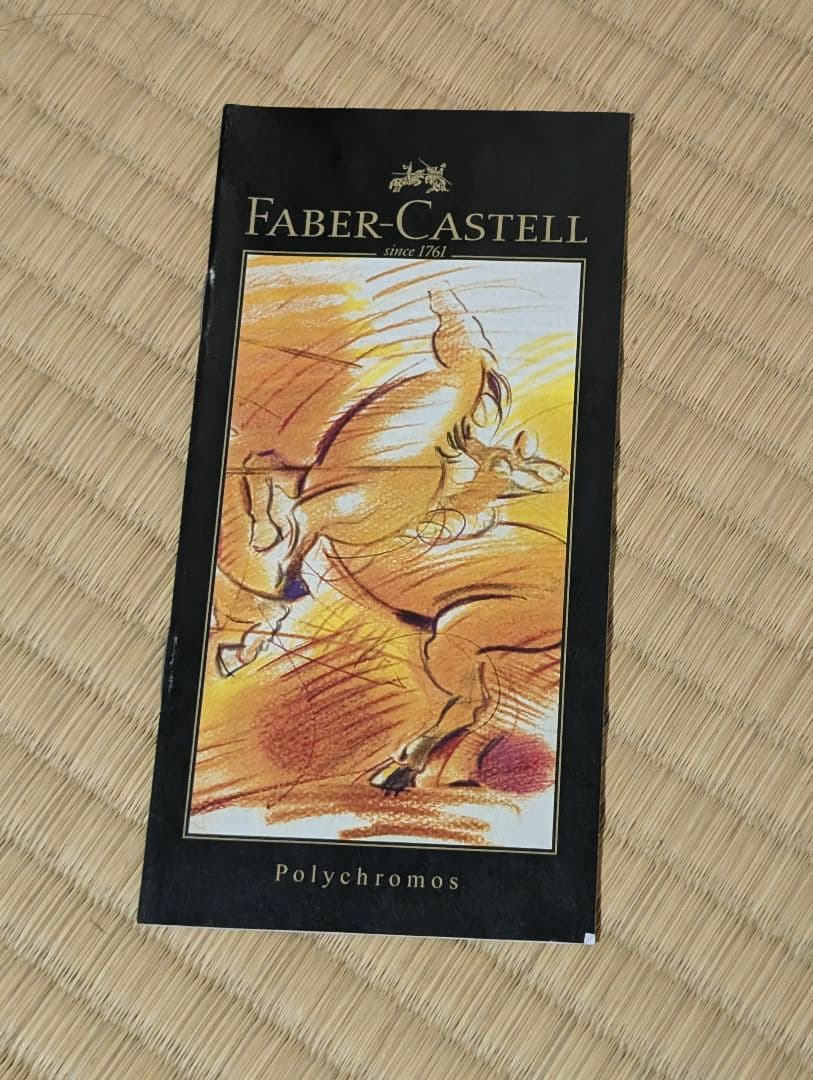 FABER-CASTELL
since 1761
Polychromos